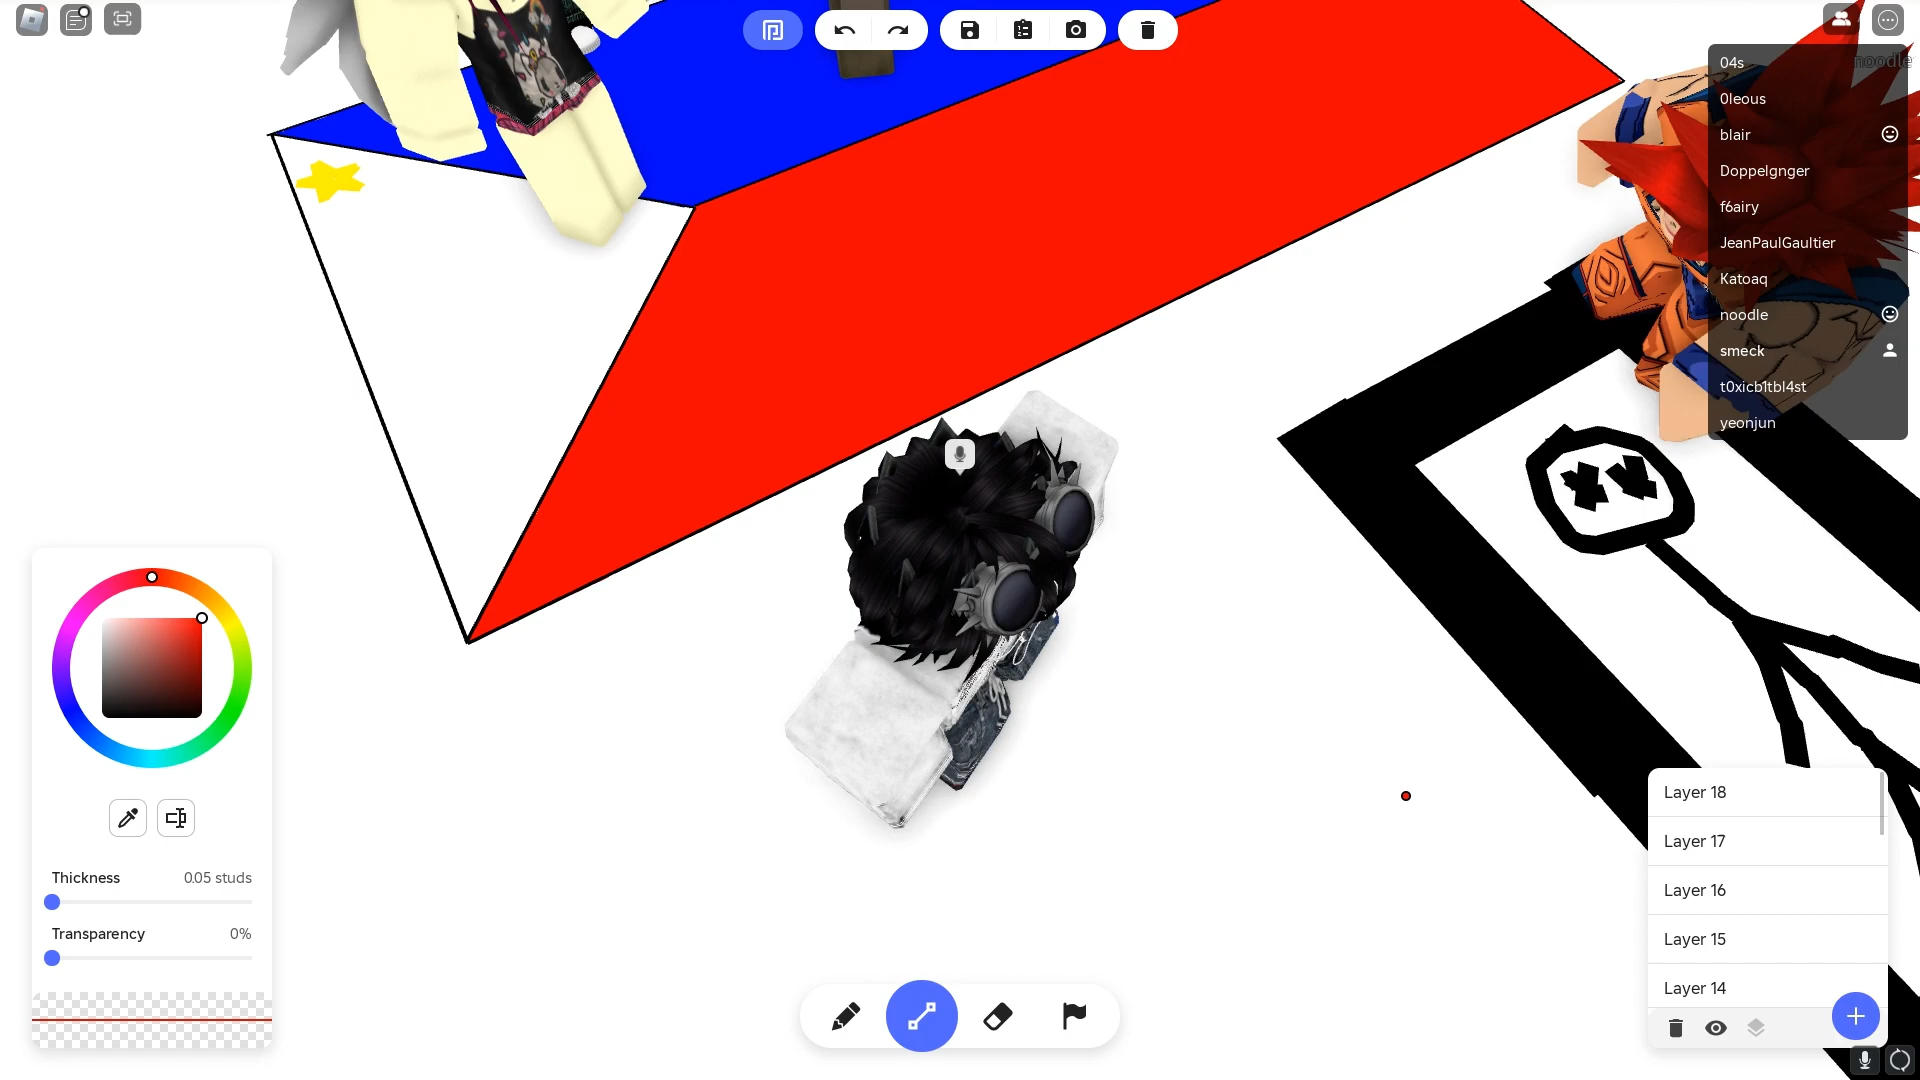 noodle
04s
0leous
blair
Doppelgnger
f6airy
JeanPaulGaultier
Katoaq
noodle
smeck
t0xicb1tbl4st
yeonjun
Thickness 0.05 studs
Transparency 0%
Layer 18
Layer 17
Layer 16
Layer 15
Layer 14